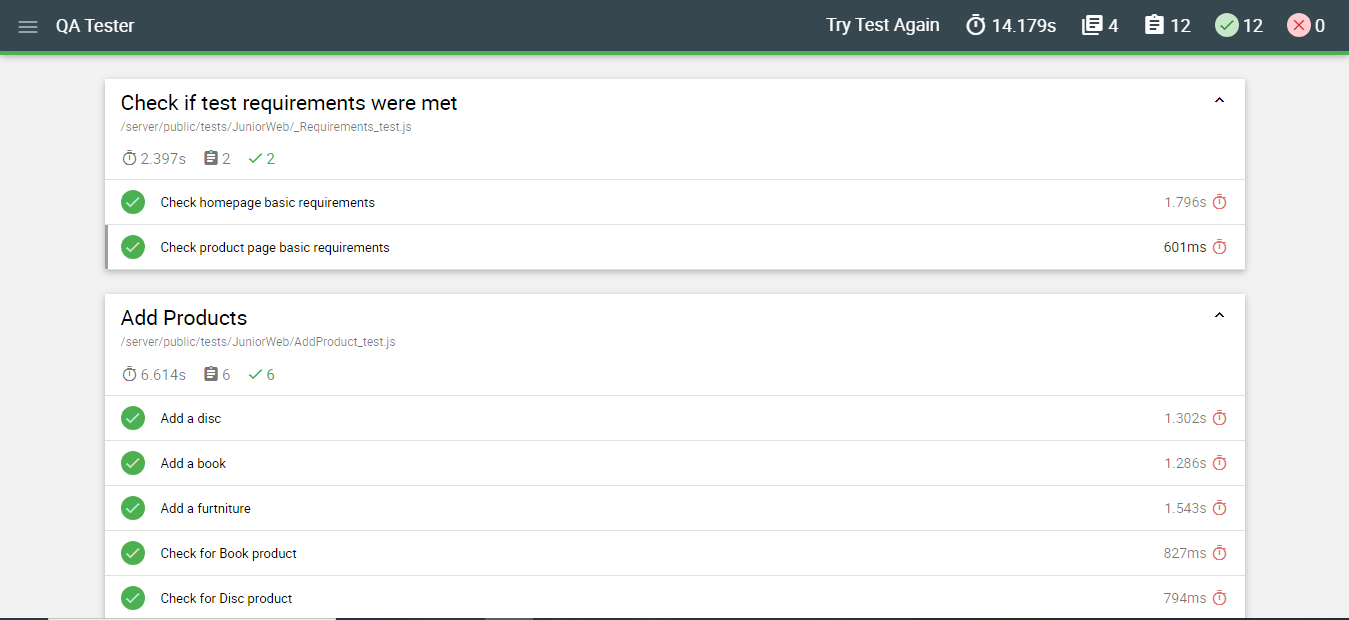 QA Tester Try Test Again 14.179s 4 12 12 0
Check if test requirements were met
/server/public/tests/JuniorWeb/_Requirements_test.js
2.397s 2 2
Check homepage basic requirements 1.796s
Check product page basic requirements 601ms
Add Products
/server/public/tests/JuniorWeb/AddProduct_test.js
6.614s 6 6
Add a disc 1.302s
Add a book 1.286s
Add a furtniture 1.543s
Check for Book product 827ms
Check for Disc product 794ms